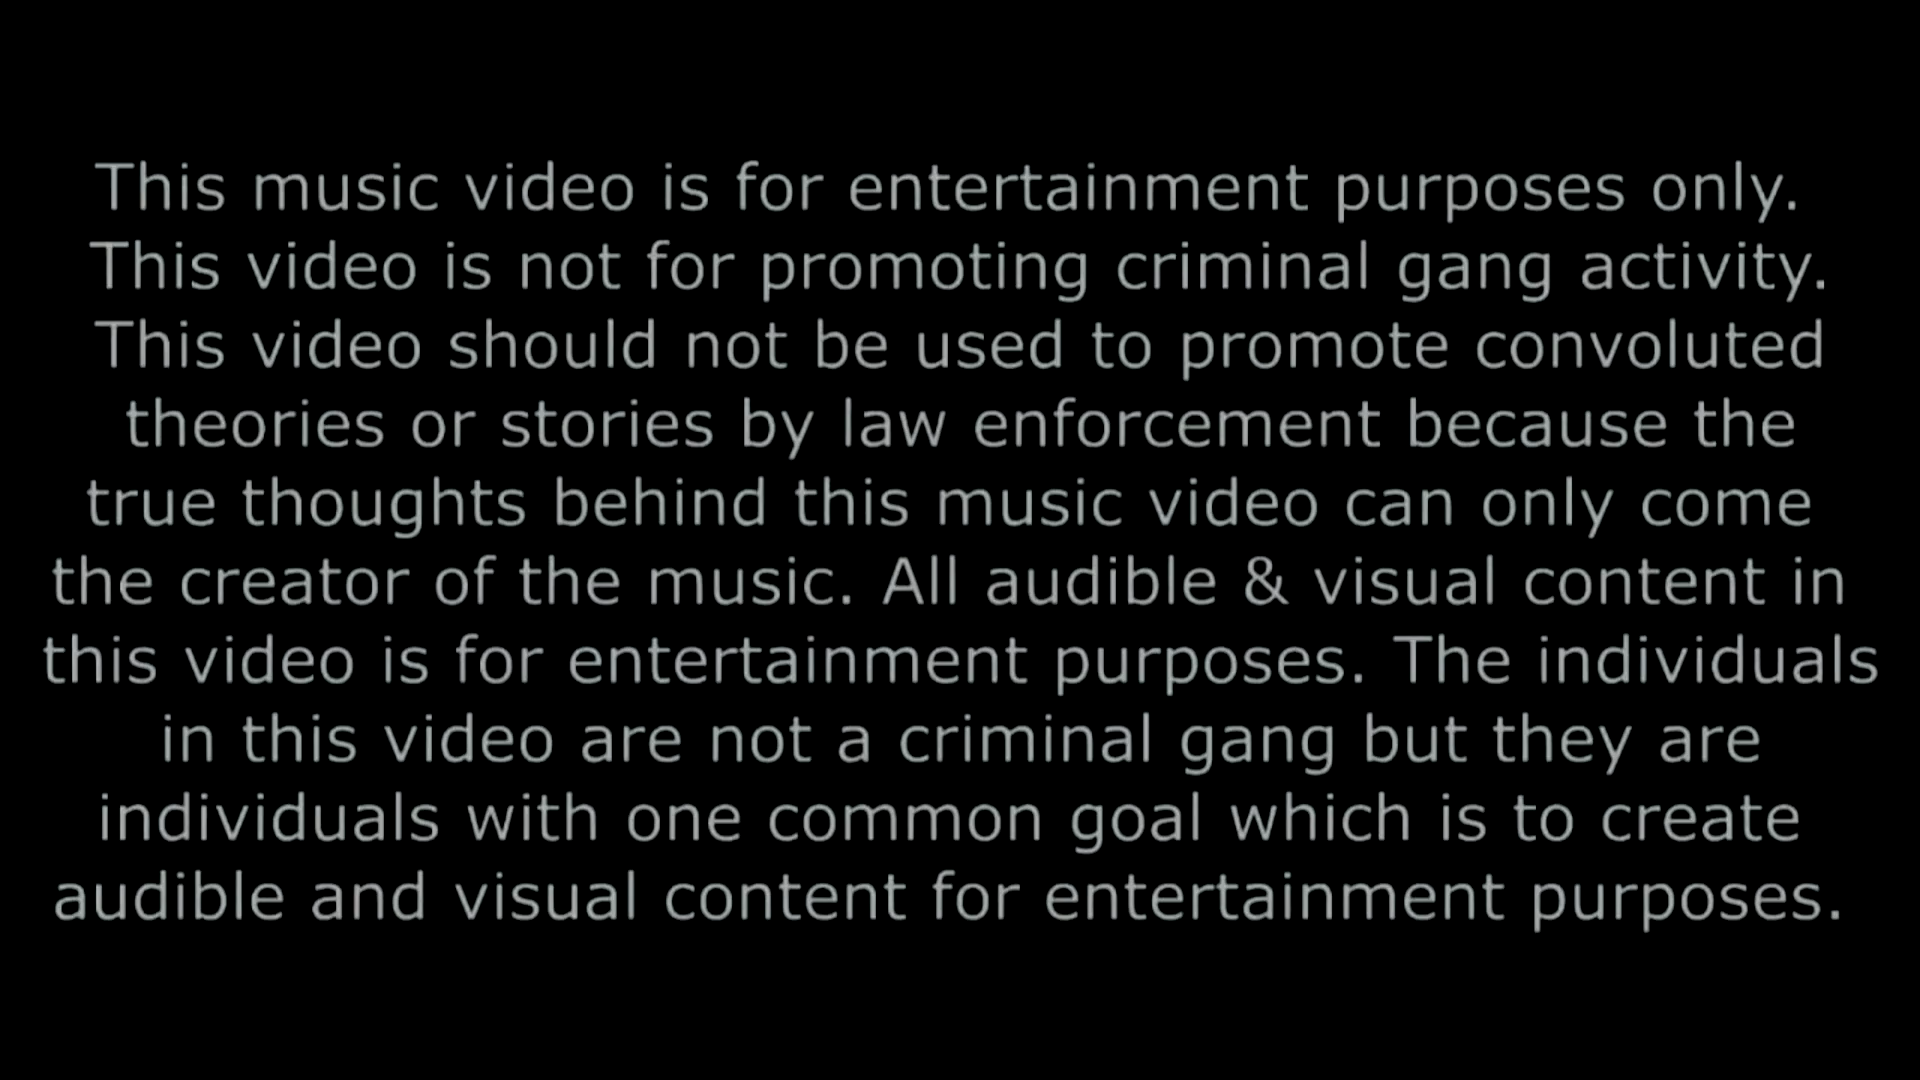 This music video is for entertainment purposes only.
This video is not for promoting criminal gang activity.
This video should not be used to promote convoluted
theories or stories by law enforcement because the
true thoughts behind this music video can only come
the creator of the music. All audible & visual content in
this video is for entertainment purposes. The individuals
in this video are not a criminal gang but they are
individuals with one common goal which is to create
audible and visual content for entertainment purposes.